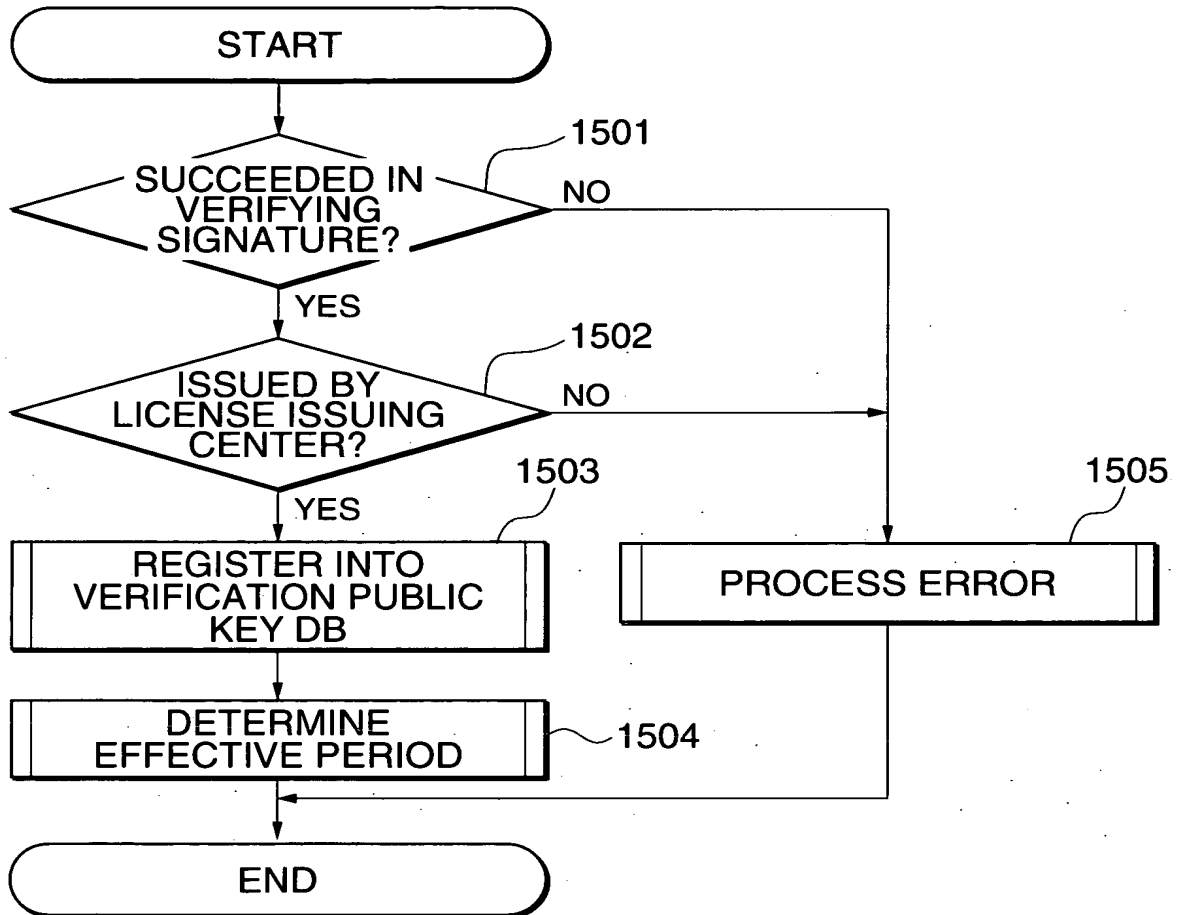 START
1501
SUCCEEDED IN
VERIFYING
SIGNATURE?
NO
YES
1502
ISSUED BY
LICENSE ISSUING
CENTER?
NO
YES
1503
REGISTER INTO
VERIFICATION PUBLIC
KEY DB
1505
PROCESS ERROR
DETERMINE
EFFECTIVE PERIOD
1504
END